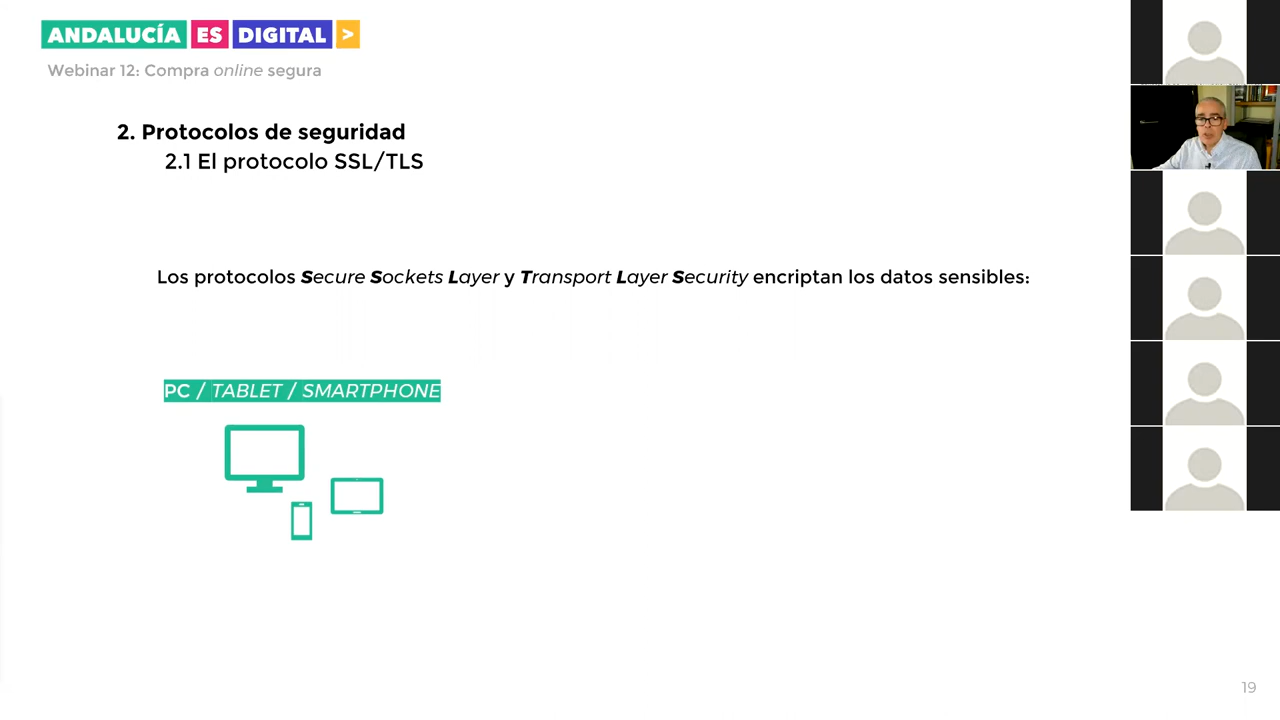 ANDALUCÍA ES DIGITAL >
Webinar 12: Compra online segura
2. Protocolos de seguridad
2.1 El protocolo SSL/TLS
Los protocolos Secure Sockets Layer y Transport Layer Security encriptan los datos sensibles:
PC / TABLET / SMARTPHONE
19